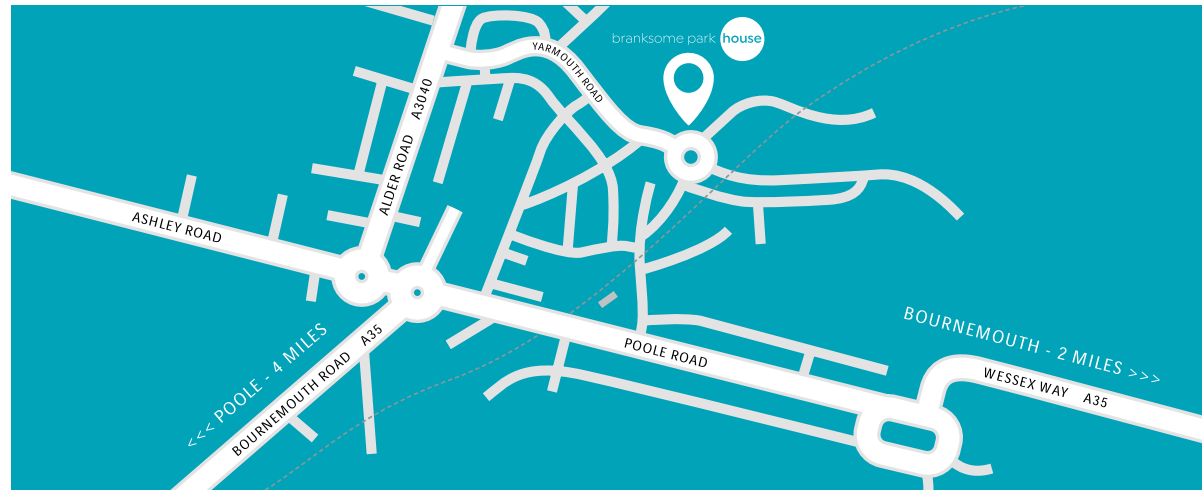 branksome park house
YARMOUTH ROAD
ALDER ROAD A3040
ASHLEY ROAD
BOURNEMOUTH - 2 MILES >>>
<<< POOLE - 4 MILES
BOURNEMOUTH ROAD A35
POOLE ROAD
WESSEX WAY A35